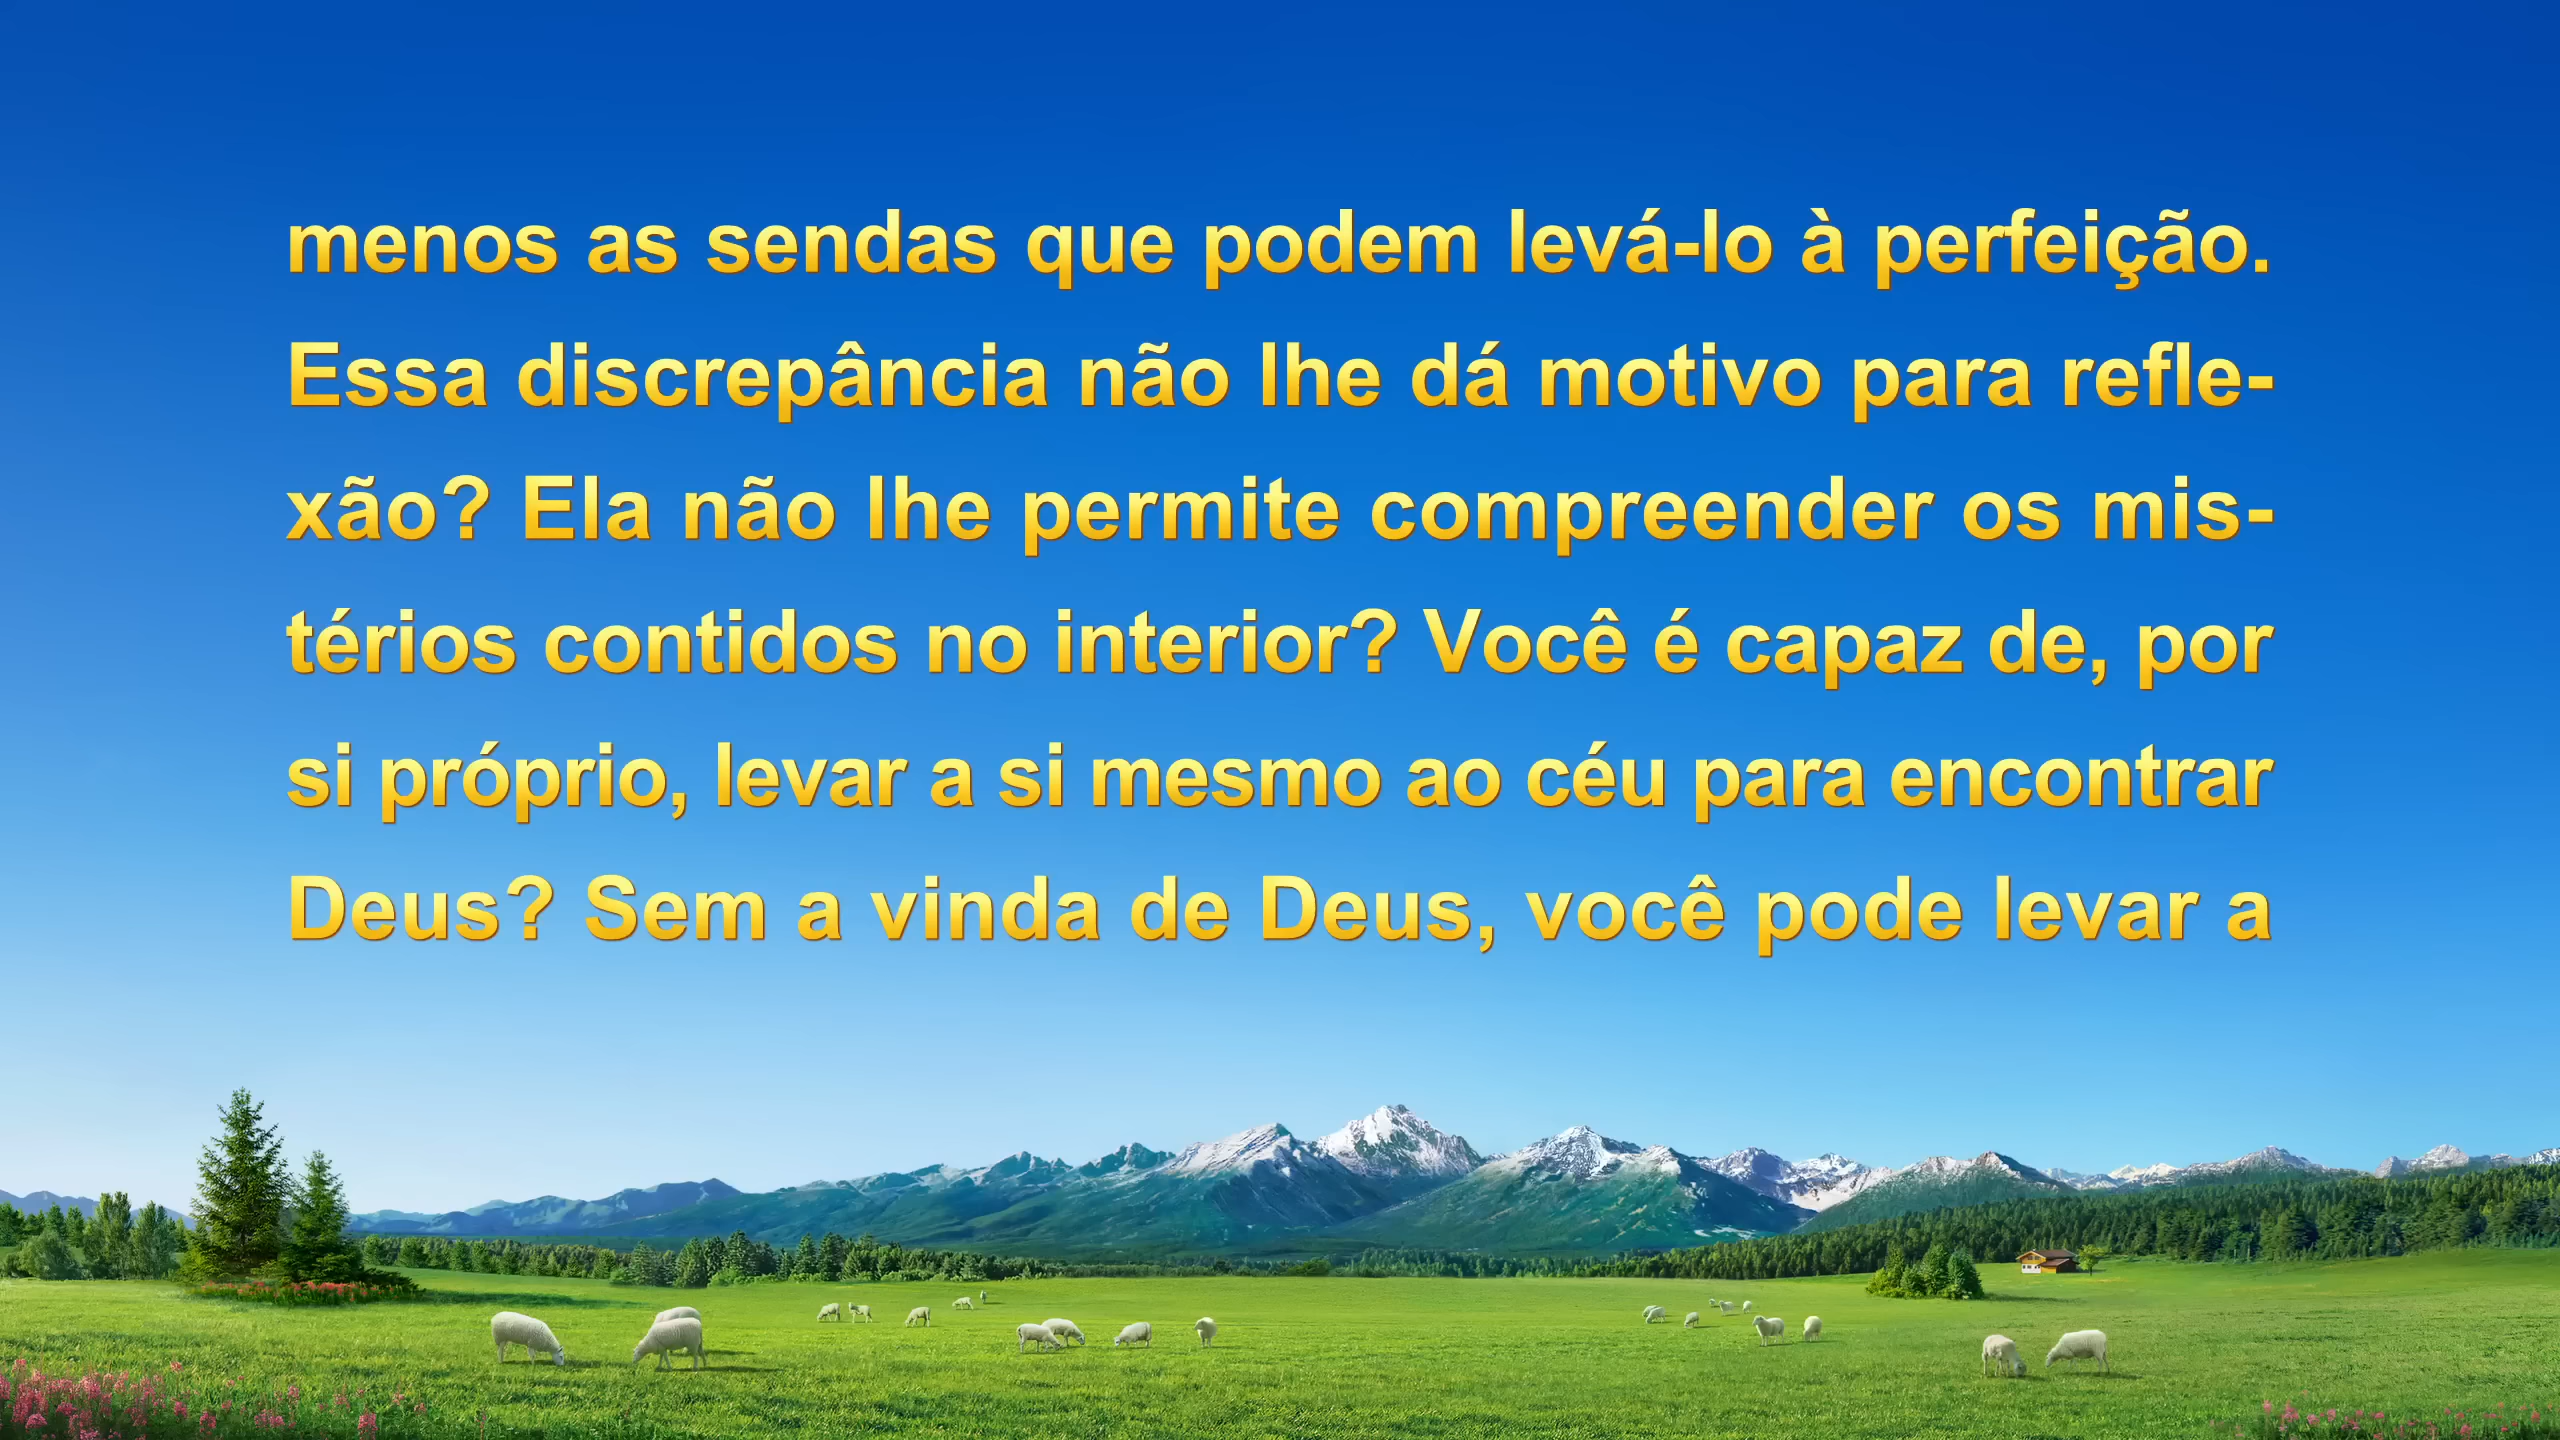 menos as sendas que podem levá-lo à perfeição.
Essa discrepância não lhe dá motivo para refle-
xão? Ela não lhe permite compreender os mis-
térios contidos no interior? Você é capaz de, por
si próprio, levar a si mesmo ao céu para encontrar
Deus? Sem a vinda de Deus, você pode levar a